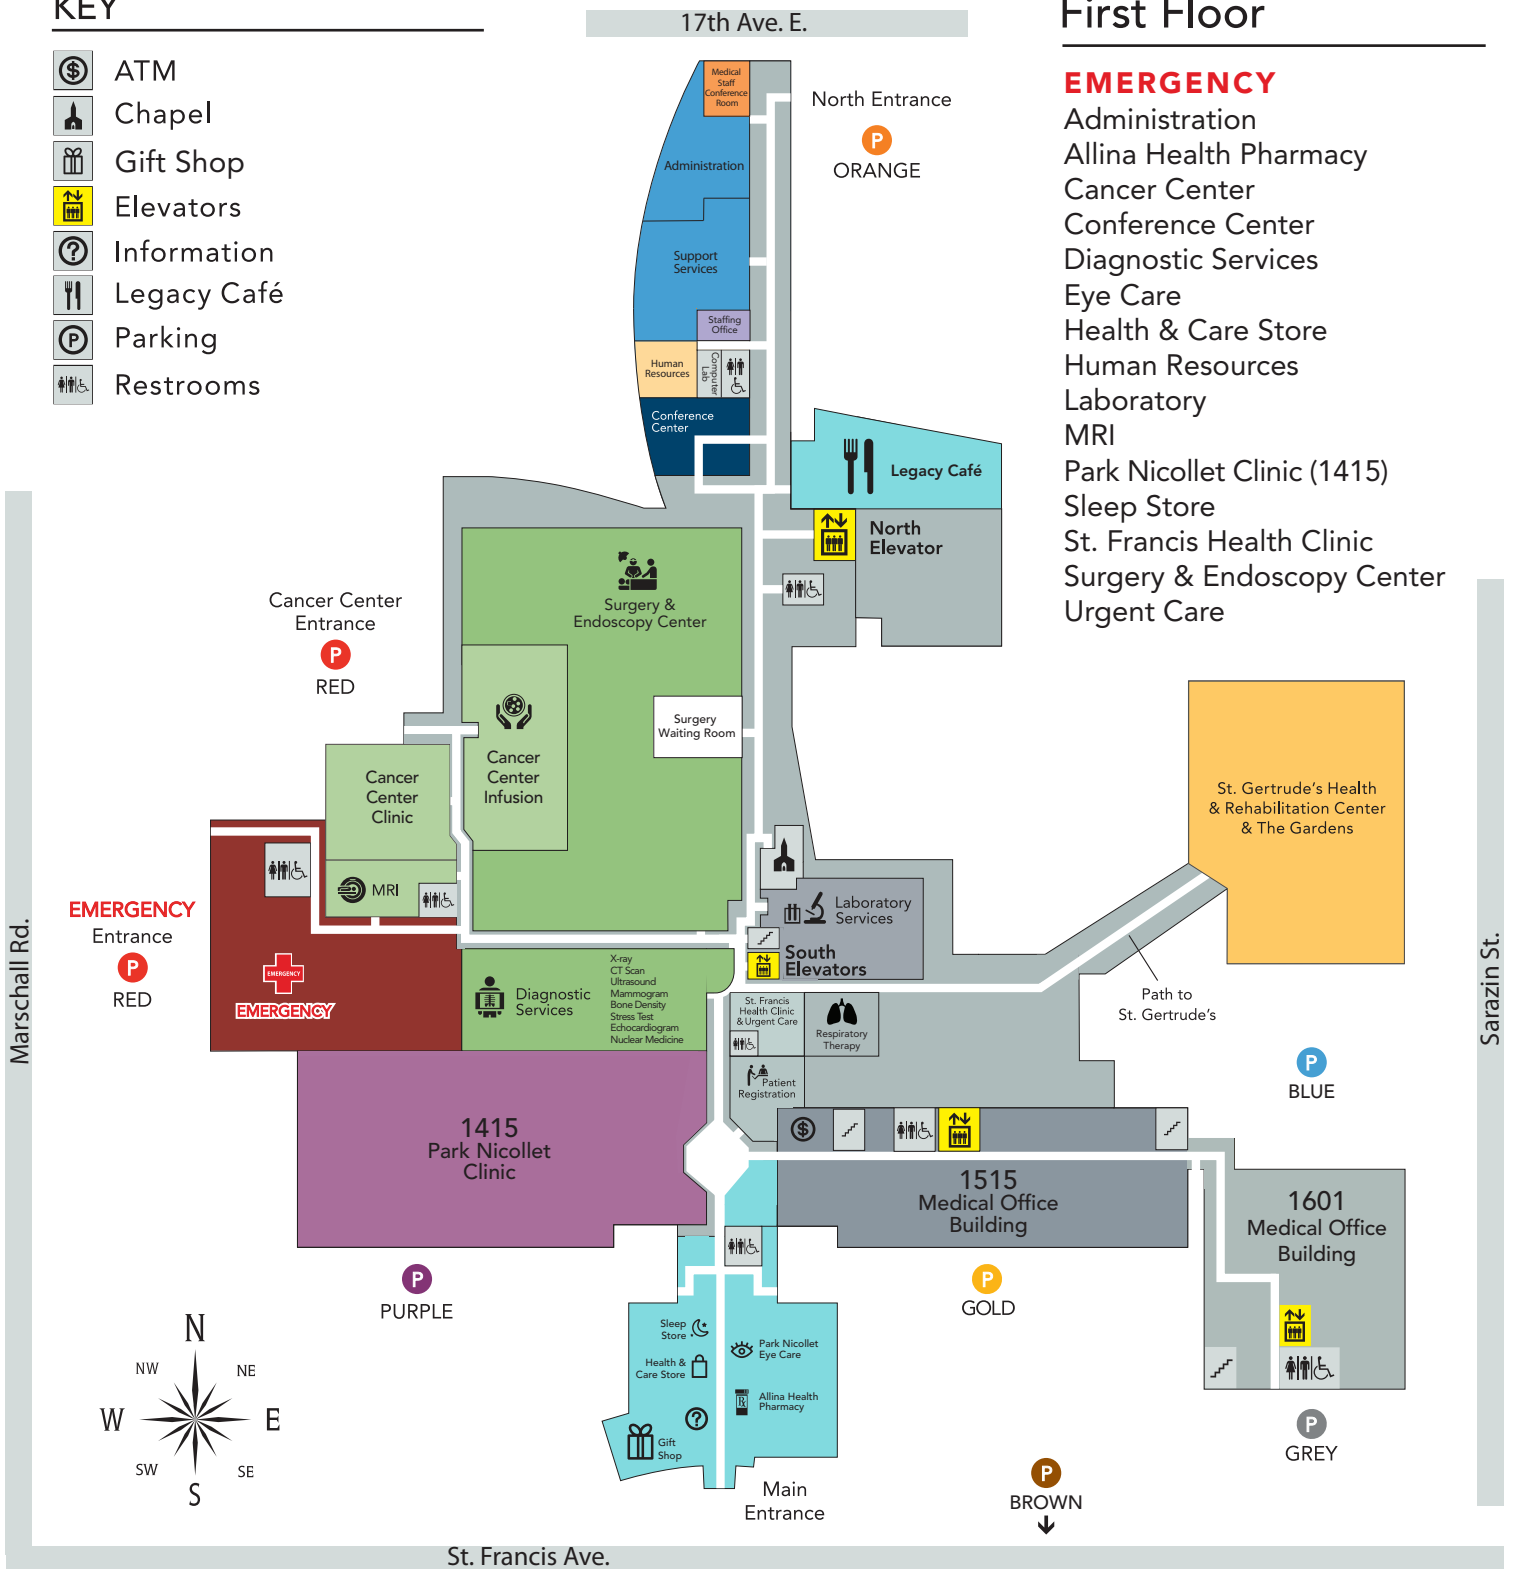 KEY
ATM
Chapel
Gift Shop
Elevators
Information
Legacy Café
Parking
Restrooms
17th Ave. E.
First Floor
EMERGENCY
Administration
Allina Health Pharmacy
Cancer Center
Conference Center
Diagnostic Services
Eye Care
Health & Care Store
Human Resources
Laboratory
MRI
Park Nicollet Clinic (1415)
Sleep Store
St. Francis Health Clinic
Surgery & Endoscopy Center
Urgent Care
Medical
Staff
Conference
Room
North Entrance
P
ORANGE
Administration
Support
Services
Staffing
Office
Human
Resources
Computer
Lab
Conference
Center
Legacy Café
North
Elevator
Surgery &
Endoscopy Center
Cancer Center
Entrance
P
RED
Surgery
Waiting Room
Cancer
Center
Infusion
Cancer
Center
Clinic
MRI
St. Gertrude's Health
& Rehabilitation Center
& The Gardens
EMERGENCY
Entrance
P
RED
EMERGENCY
EMERGENCY
Laboratory
Services
South
Elevators
Diagnostic
Services
X-ray
CT Scan
Ultrasound
Mammogram
Bone Density
Stress Test
Echocardiogram
Nuclear Medicine
St. Francis
Health Clinic
& Urgent Care
Respiratory
Therapy
Patient
Registration
Path to
St. Gertrude's
P
BLUE
Marschall Rd.
Sarazin St.
1415
Park Nicollet
Clinic
1515
Medical Office
Building
1601
Medical Office
Building
P
PURPLE
P
GOLD
P
GREY
P
BROWN
Sleep
Store
Health &
Care Store
Gift
Shop
Park Nicollet
Eye Care
Rx
Allina Health
Pharmacy
Main
Entrance
N
NW
NE
W
E
SW
SE
S
St. Francis Ave.